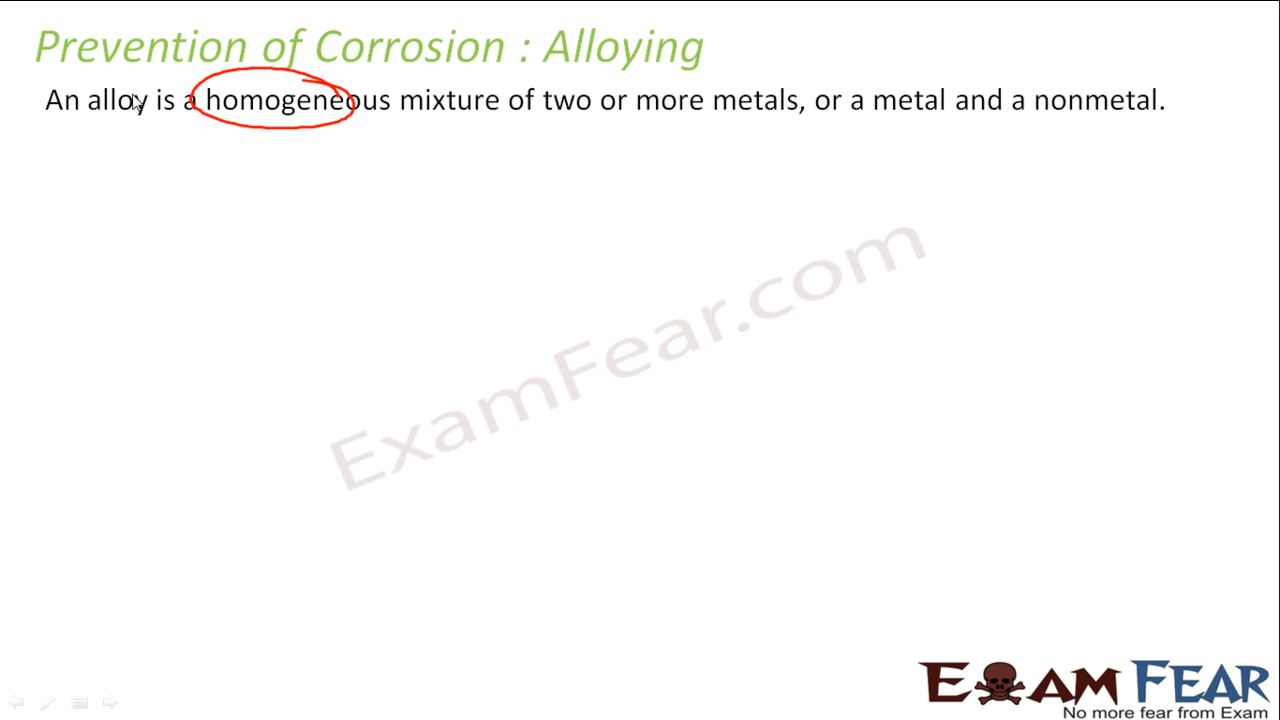 Prevention of Corrosion : Alloying
An alloy is a homogeneous mixture of two or more metals, or a metal and a nonmetal.
ExamFear.com
EXAM FEAR
No more fear from Exam